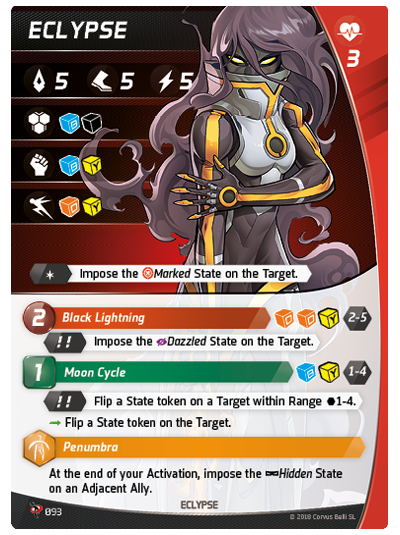 ECLYPSE
3
5 5 5
Impose the Marked State on the Target.
2 Black Lightning 2-5
!! Impose the Dazzled State on the Target.
1 Moon Cycle 1-4
!! Flip a State token on a Target within Range 1-4.
Flip a State token on the Target.
Penumbra
At the end of your Activation, impose the Hidden State
on an Adjacent Ally.
093
ECLYPSE
© 2018 Corvus Belli SL